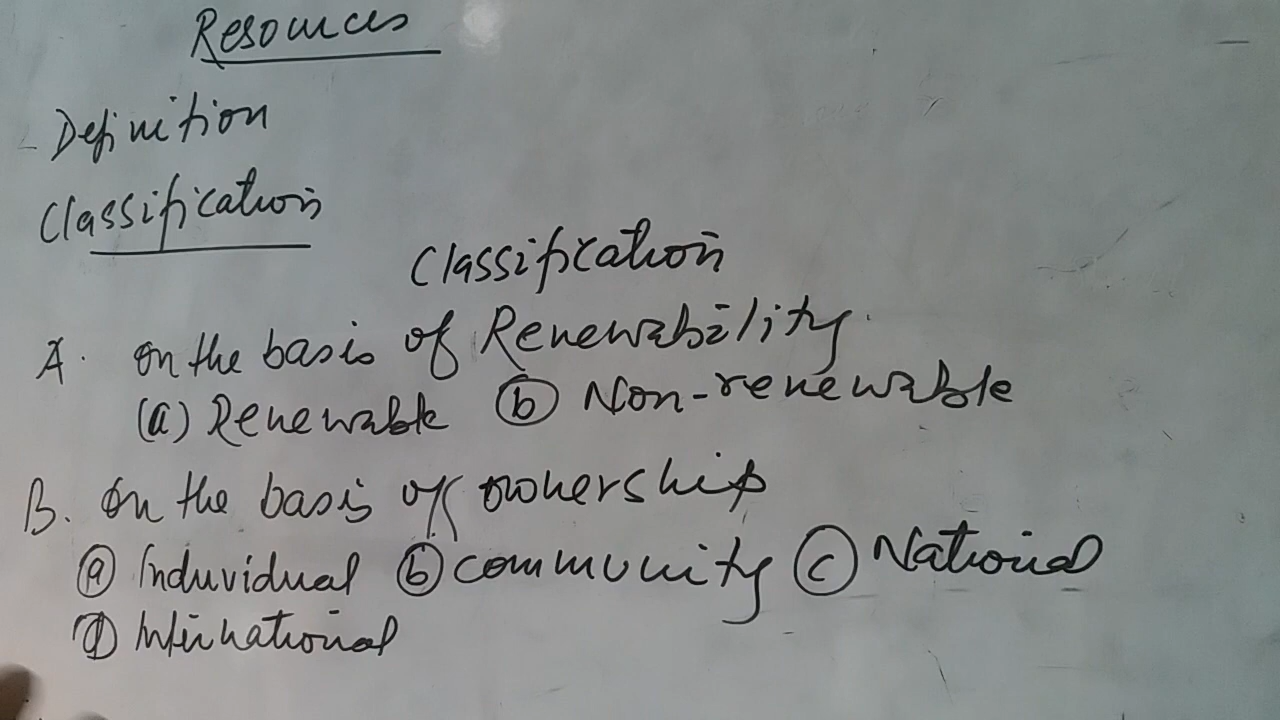 Resources
Definition
Classification
Classification
A. On the basis of Renewability.
(a) Renewable (b) Non-renewable
B. On the basis of ownership
(a) Induvidual (b) community (c) National
(d) International